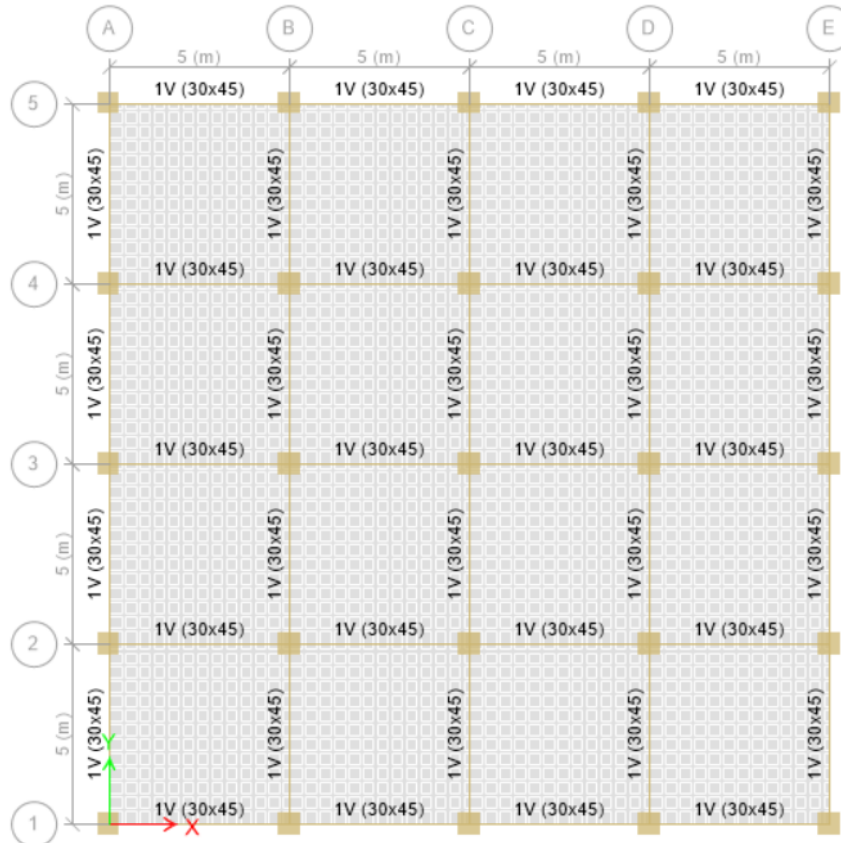 A B C D E
5 (m) 5 (m) 5 (m) 5 (m)
1V (30x45) 1V (30x45) 1V (30x45) 1V (30x45)
5
5 (m) 1V (30x45) 1V (30x45) 1V (30x45) 1V (30x45) 1V (30x45)
1V (30x45) 1V (30x45) 1V (30x45) 1V (30x45)
4
5 (m) 1V (30x45) 1V (30x45) 1V (30x45) 1V (30x45) 1V (30x45)
1V (30x45) 1V (30x45) 1V (30x45) 1V (30x45)
3
5 (m) 1V (30x45) 1V (30x45) 1V (30x45) 1V (30x45) 1V (30x45)
1V (30x45) 1V (30x45) 1V (30x45) 1V (30x45)
2
5 (m) 1V (30x45) 1V (30x45) 1V (30x45) 1V (30x45) 1V (30x45)
Y
1V (30x45) 1V (30x45) 1V (30x45) 1V (30x45)
1 X